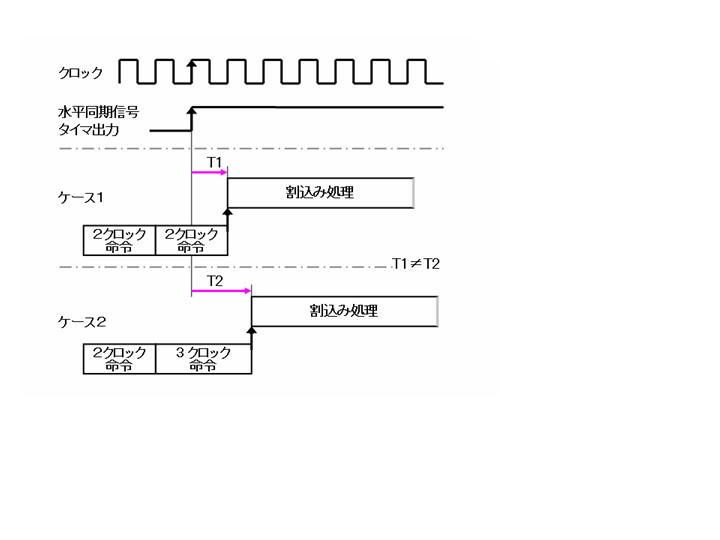 クロック
水平同期信号
タイマ出力
T1
ケース1
割込み処理
2クロック
命令
2クロック
命令
T1≠T2
T2
ケース2
割込み処理
2クロック
命令
3クロック
命令